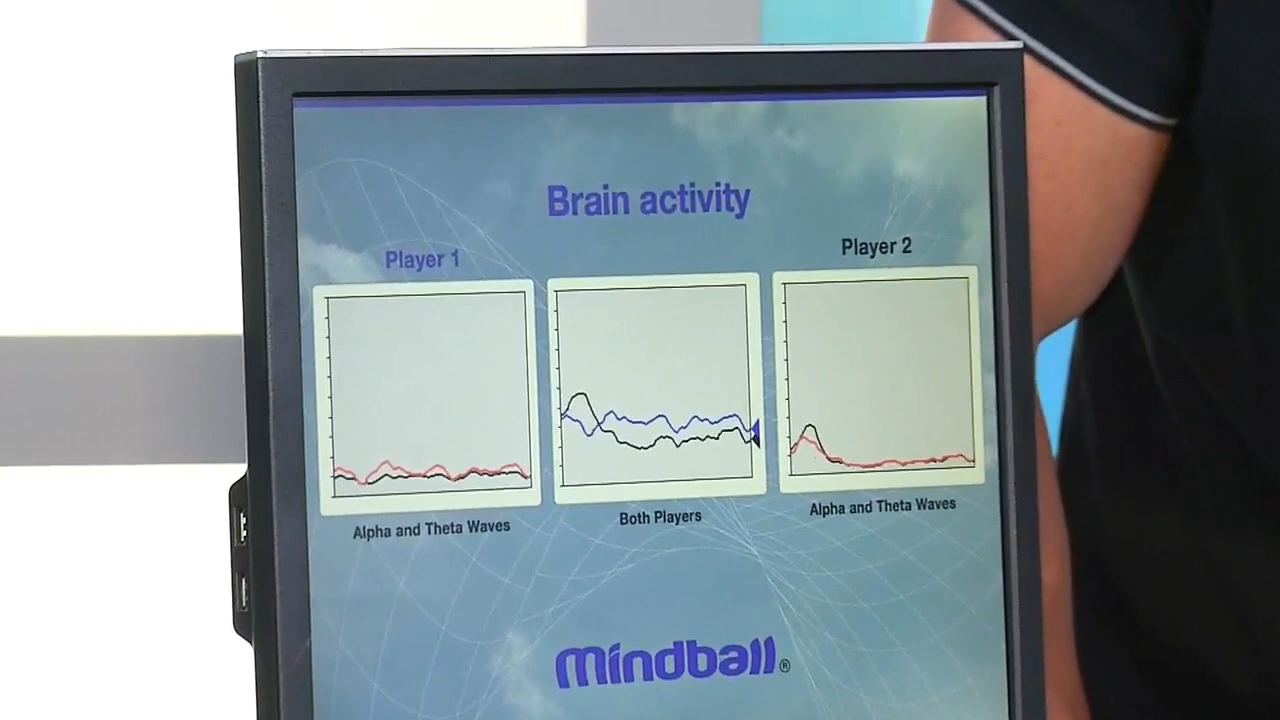 Brain activity
Player 1
Player 2
Alpha and Theta Waves
Both Players
Alpha and Theta Waves
mindball®